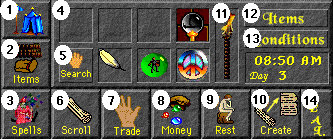 1
2
Items
3
Spells
4
5
Search
6
Scroll
7
Trade
8
Money
9
Rest
10
Create
11
12
Items
13
Conditions
08:50 AM
Day 3
14